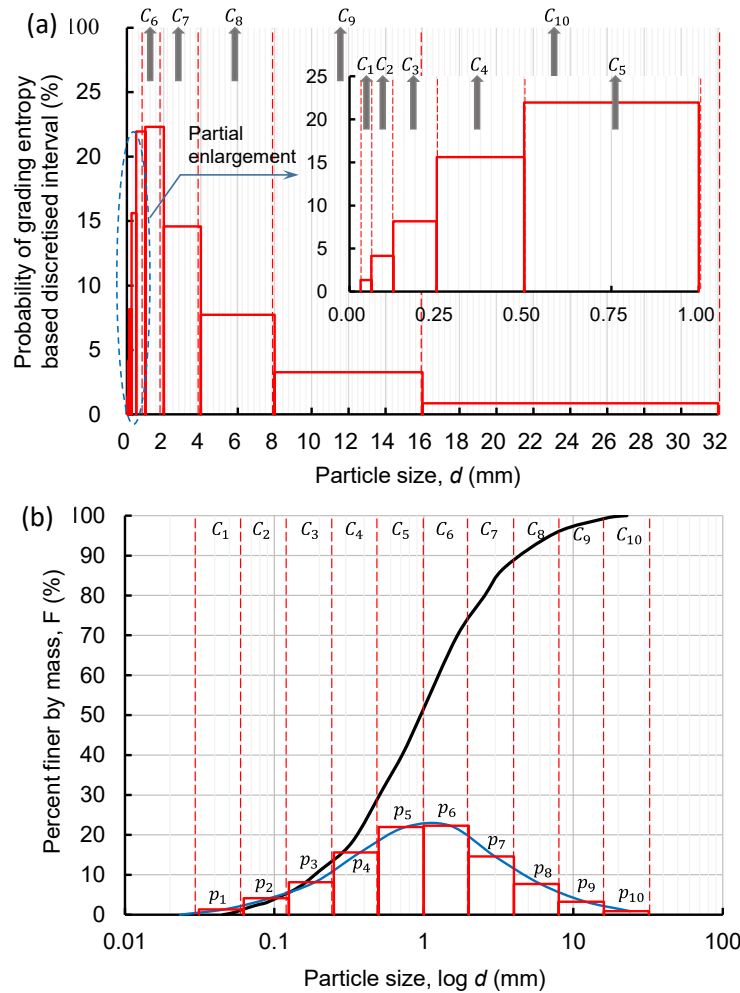 (a)
C6 C7 C8 C9 C10
Probability of grading entropy
based discretised interval (%)
100
25
20
15
10
5
0
Partial
enlargement
C1 C2 C3 C4 C5
25
20
15
10
5
0
0.00 0.25 0.50 0.75 1.00
0 2 4 6 8 10 12 14 16 18 20 22 24 26 28 30 32
Particle size, d (mm)
(b)
Percent finer by mass, F (%)
100
90
80
70
60
50
40
30
20
10
0
C1 C2 C3 C4 C5 C6 C7 C8 C9 C10
p1 p2 p3 p4 p5 p6 p7 p8 p9 p10
0.01 0.1 1 10 100
Particle size, log d (mm)